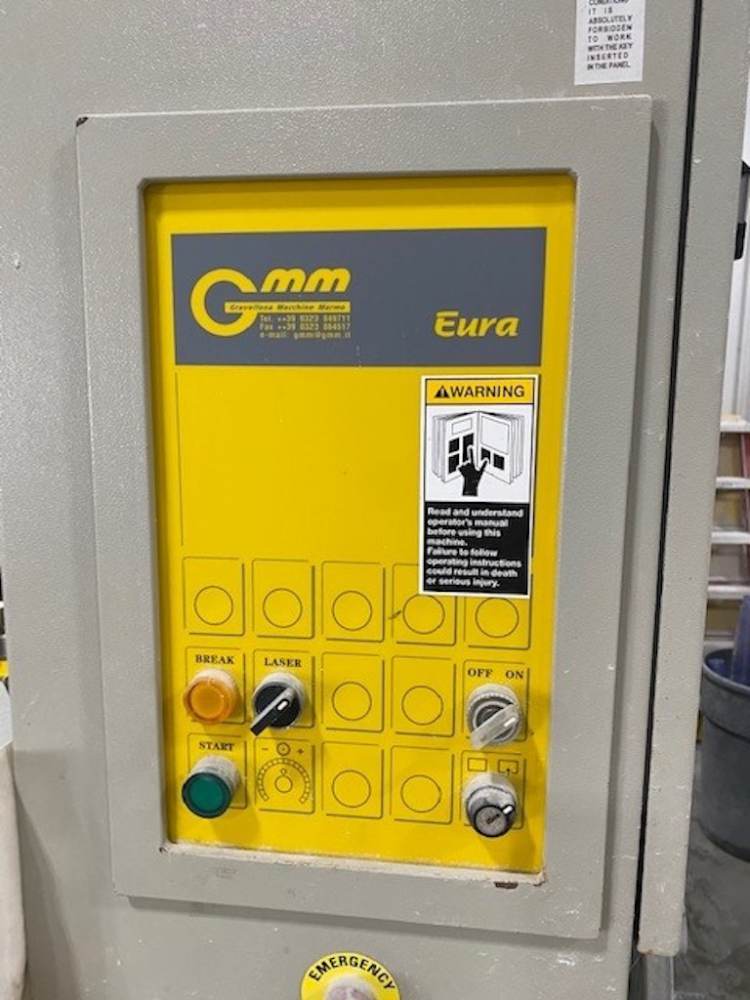 IT IS
ABSOLUTELY
FORBIDDEN
TO WORK
WITH THE KEY
INSERTED
IN THE PANEL
Gmm
Gravellona Macchine Marmo
Tel. ++39 0323 849711
Fax ++39 0323 864517
e-mail: gmm@gmm.it
Eura
WARNING
Read and understand
operator's manual
before using this
machine.
Failure to follow
operating instructions
could result in death
or serious injury.
BREAK
LASER
OFF ON
START
- +
EMERGENCY